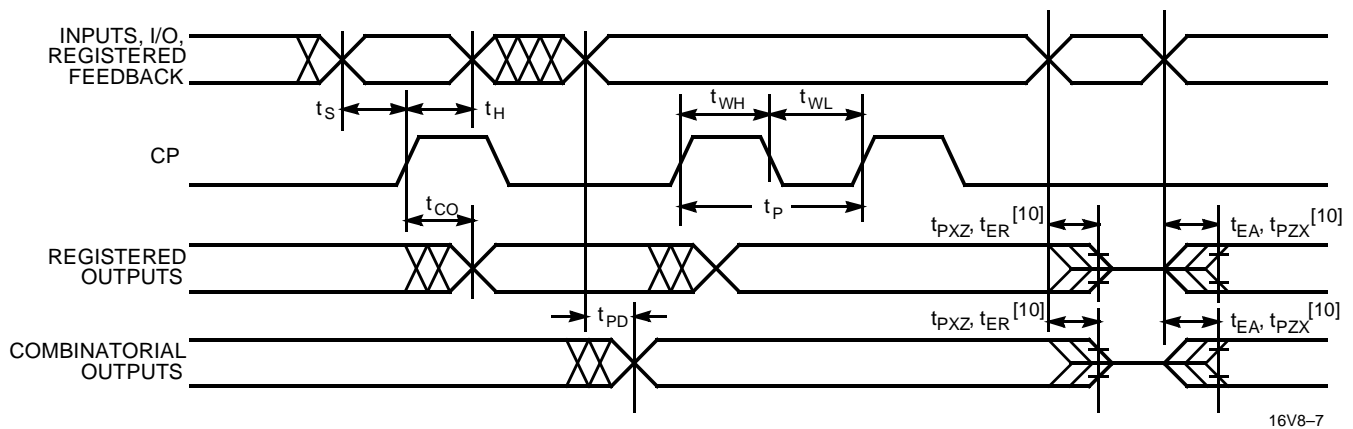 INPUTS, I/O,
REGISTERED
FEEDBACK
tS
tH
tWH
tWL
CP
tCO
tP
tPXZ, tER[10]
tEA, tPZX[10]
REGISTERED
OUTPUTS
tPD
tPXZ, tER[10]
tEA, tPZX[10]
COMBINATORIAL
OUTPUTS
16V8–7